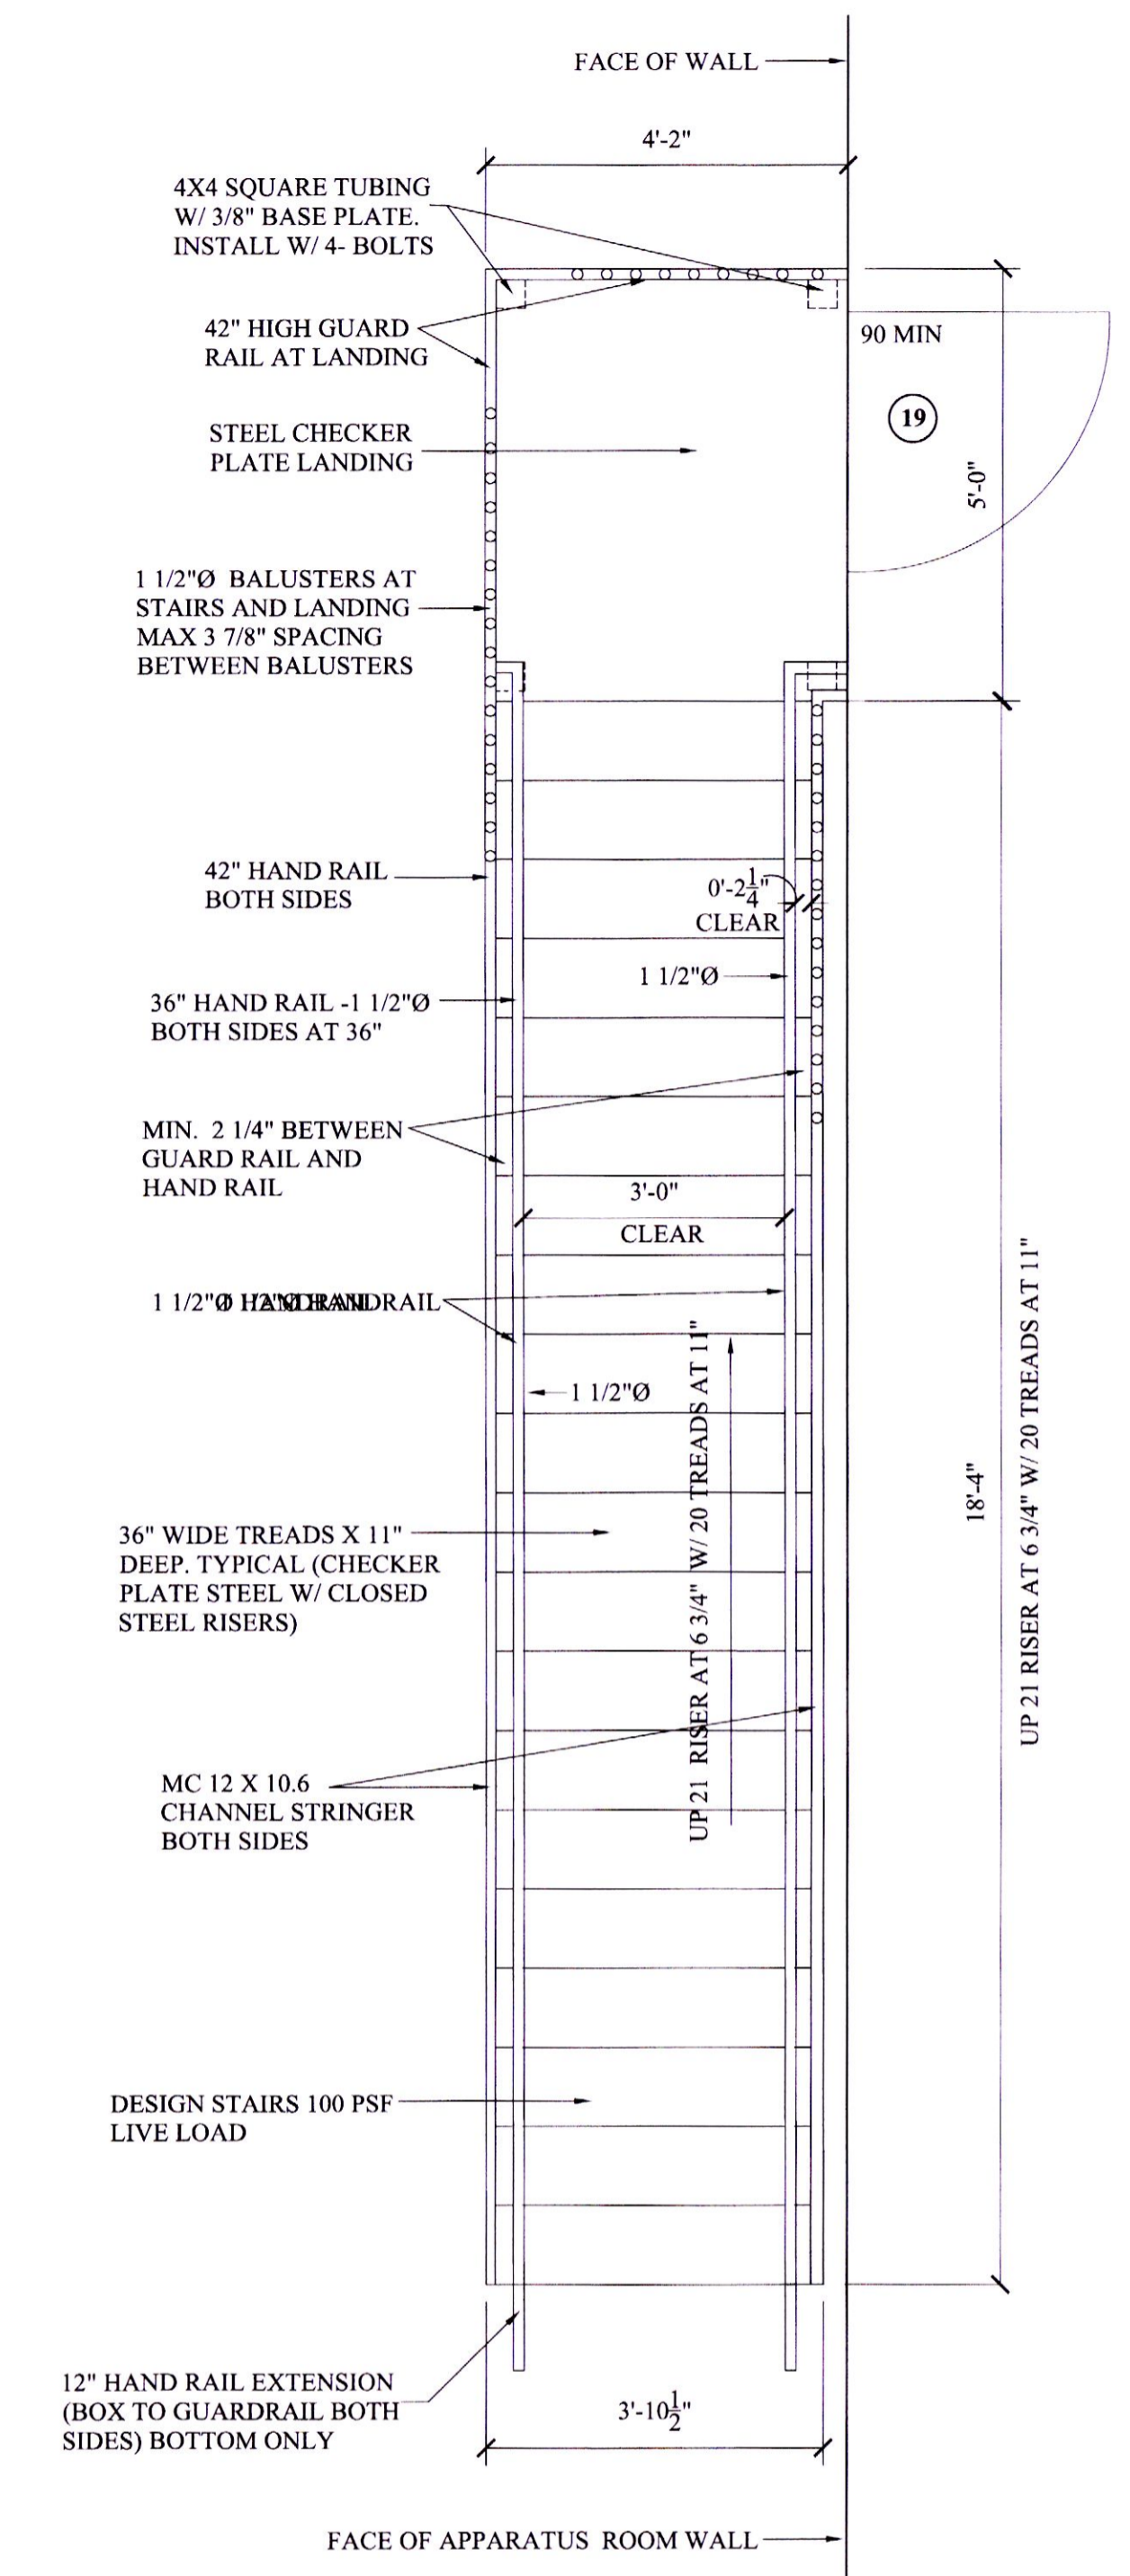 FACE OF WALL
4'-2"
4X4 SQUARE TUBING
W/ 3/8" BASE PLATE.
INSTALL W/ 4- BOLTS
42" HIGH GUARD
RAIL AT LANDING
90 MIN
19
STEEL CHECKER
PLATE LANDING
5'-0"
1 1/2"Ø BALUSTERS AT
STAIRS AND LANDING
MAX 3 7/8" SPACING
BETWEEN BALUSTERS
42" HAND RAIL
BOTH SIDES
0'-2 1/4"
CLEAR
1 1/2"Ø
36" HAND RAIL -1 1/2"Ø
BOTH SIDES AT 36"
MIN. 2 1/4" BETWEEN
GUARD RAIL AND
HAND RAIL
3'-0"
CLEAR
1 1/2"Ø HANDRAIL
1 1/2"Ø
UP 21 RISER AT 6 3/4" W/ 20 TREADS AT 11"
18'-4"
UP 21 RISER AT 6 3/4" W/ 20 TREADS AT 11"
36" WIDE TREADS X 11"
DEEP. TYPICAL (CHECKER
PLATE STEEL W/ CLOSED
STEEL RISERS)
MC 12 X 10.6
CHANNEL STRINGER
BOTH SIDES
DESIGN STAIRS 100 PSF
LIVE LOAD
12" HAND RAIL EXTENSION
(BOX TO GUARDRAIL BOTH
SIDES) BOTTOM ONLY
3'-10 1/2"
FACE OF APPARATUS ROOM WALL